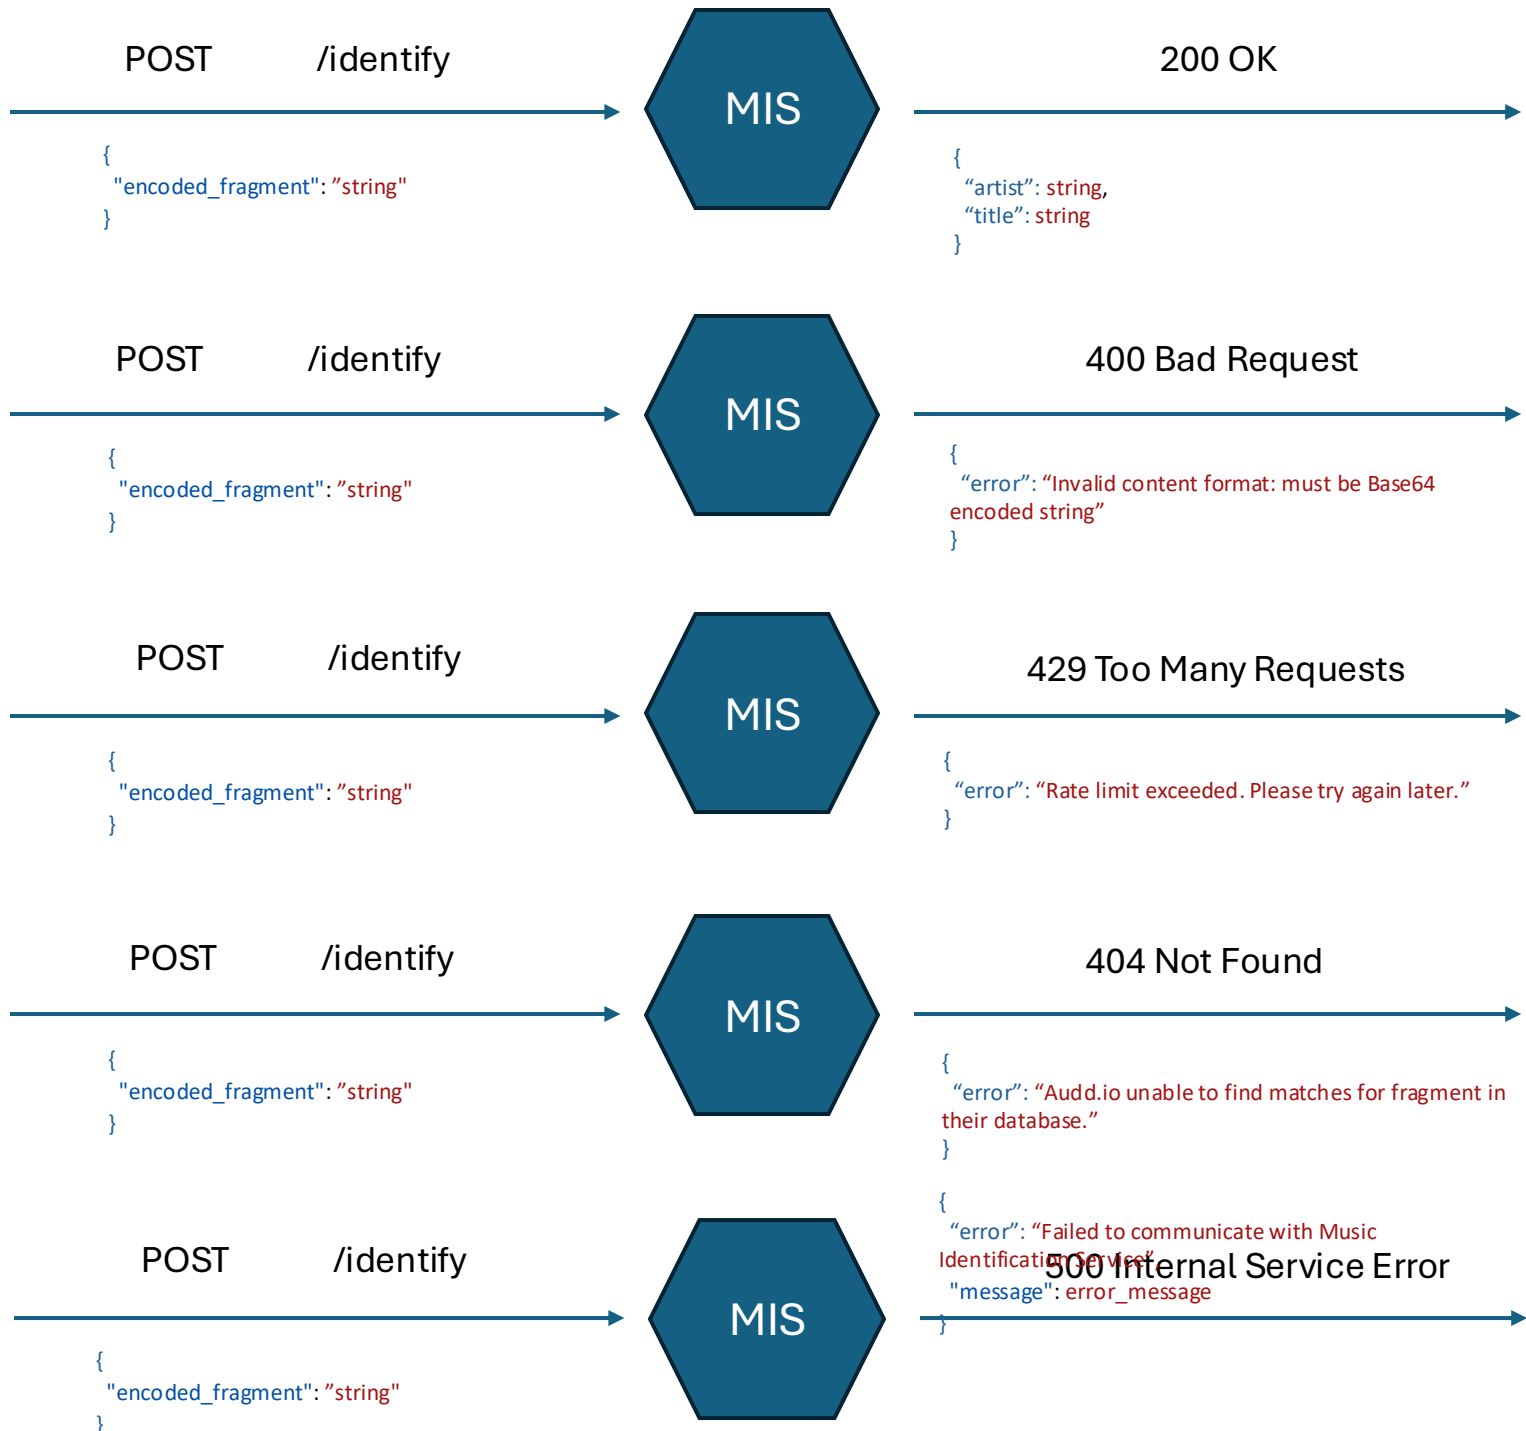 POST /identify
MIS
200 OK
{
"encoded_fragment": ”string"
}
{
“artist”: string,
“title”: string
}
POST /identify
MIS
400 Bad Request
{
"encoded_fragment": ”string"
}
{
“error”: “Invalid content format: must be Base64
encoded string”
}
POST /identify
MIS
429 Too Many Requests
{
"encoded_fragment": ”string"
}
{
“error”: “Rate limit exceeded. Please try again later.”
}
POST /identify
MIS
404 Not Found
{
"encoded_fragment": ”string"
}
{
“error”: “Audd.io unable to find matches for fragment in
their database.”
}
POST /identify
MIS
500 Internal Service Error
{
"encoded_fragment": ”string"
}
{
“error”: “Failed to communicate with Music
Identification Service”,
"message": error_message
}